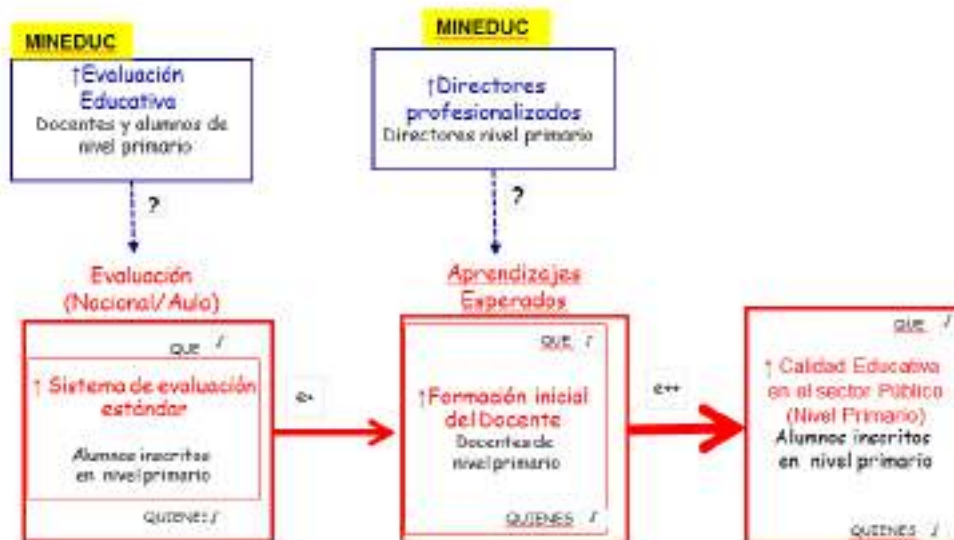 MINEDUC
↑Evaluación
Educativa
Docentes y alumnos de
nivel primario
?
MINEDUC
↑Directores
profesionalizados
Directores nivel primario
?
Evaluación
(Nacional/Aula)
QUE /
↑ Sistema de evaluación
estándar
Alumnos inscritos
en nivel primario
QUIENES /
e+
Aprendizajes
Esperados
QUE /
↑Formación inicial
del Docente
Docentes de
nivel primario
QUIENES /
e++
QUE /
↑ Calidad Educativa
en el sector Público
(Nivel Primario)
Alumnos inscritos
en nivel primario
QUIENES /